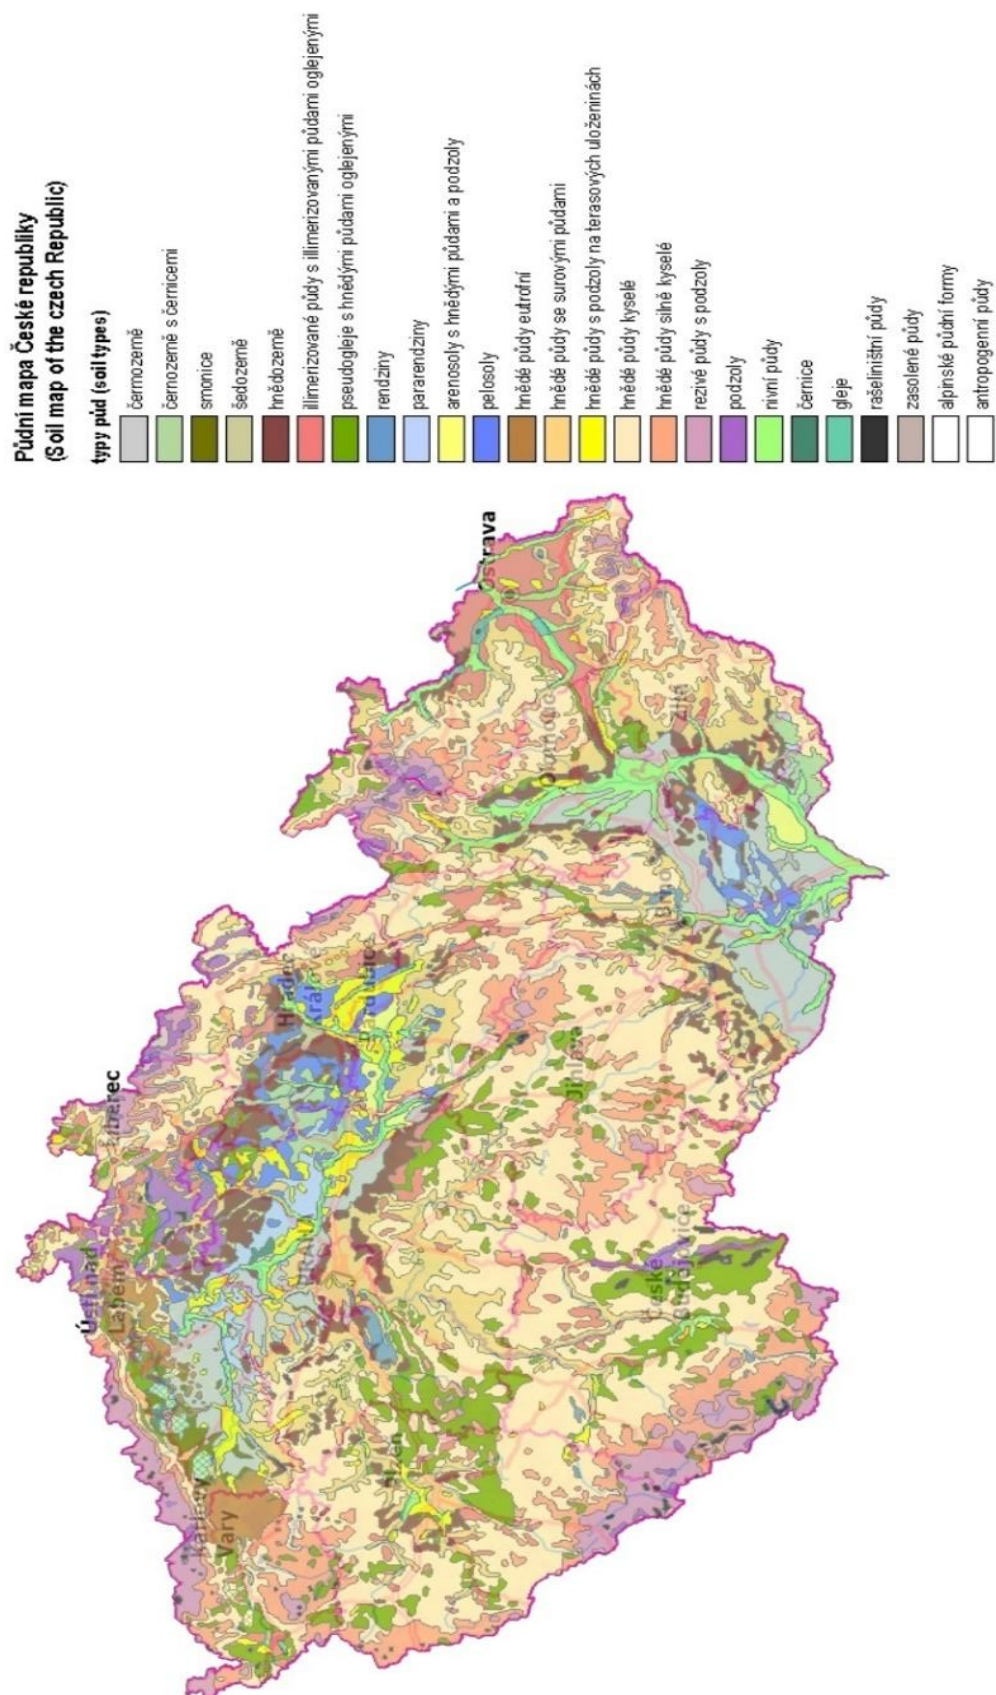 Půdní mapa České republiky
(Soil map of the czech Republic)
typy půd (soil types)
černozemě
černozemě s černicemi
smonice
šedozemě
hnědozemě
illimerizované půdy s illimerizovanými půdami oglejenými
pseudogleje s hnědými půdami oglejenými
rendziny
pararendziny
arenosoly s hnědými půdami a podzoly
pelosoly
hnědé půdy eutrofní
hnědé půdy se surovými půdami
hnědé půdy s podzoly na terasových uloženinách
hnědé půdy kyselé
hnědé půdy silně kyselé
rezivé půdy s podzoly
podzoly
nivní půdy
černice
gleje
rašeliništní půdy
zasolené půdy
alpinské půdní formy
antropogenní půdy
Ústí nad
Labem
Liberec
Karlovy
Vary
Hradec
Králové
Pardubice
Jihlava
České
Budějovice
Brno
Olomouc
Zlín
Ostrava